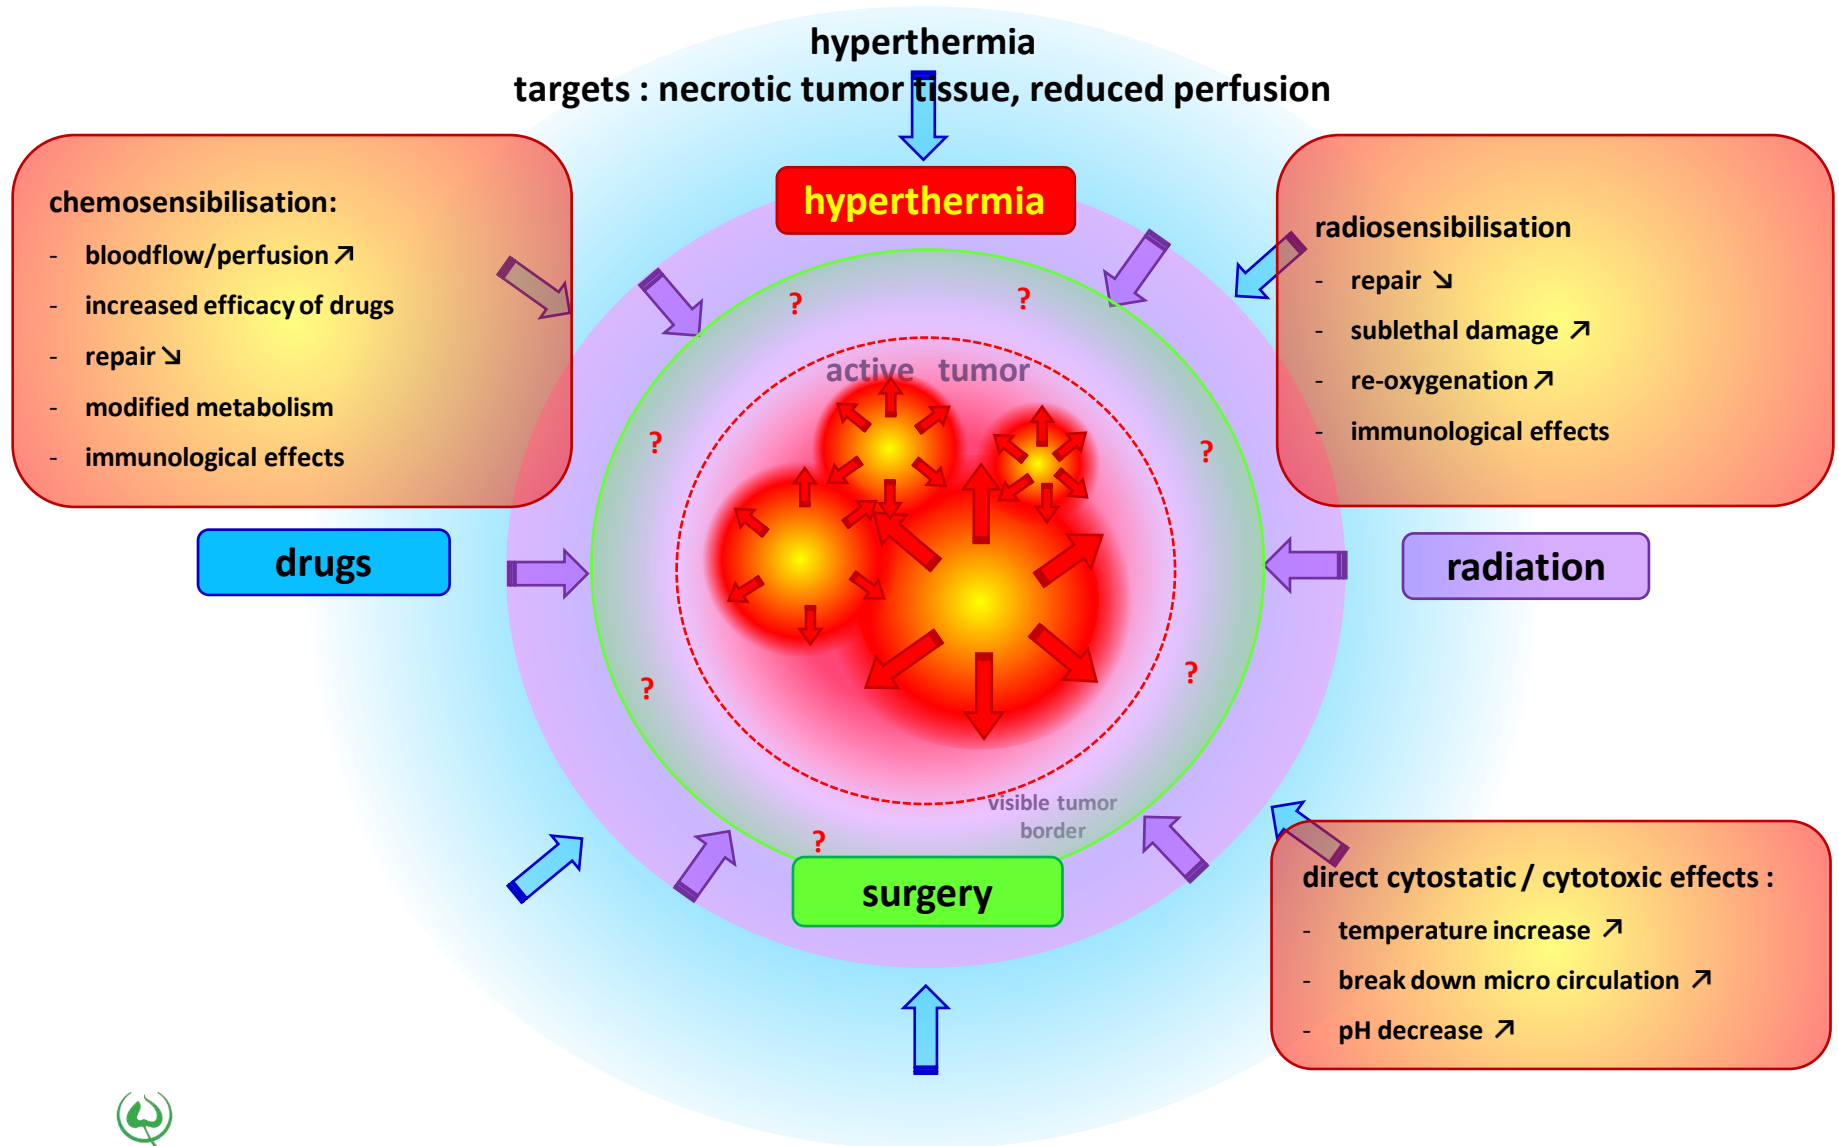 hyperthermia
targets : necrotic tumor tissue, reduced perfusion
hyperthermia
chemosensibilisation:
- bloodflow/perfusion ↗
- increased efficacy of drugs
- repair ↘
- modified metabolism
- immunological effects
radiosensibilisation
- repair ↘
- sublethal damage ↗
- re-oxygenation ↗
- immunological effects
? ?
active tumor
? ?
drugs
radiation
? ?
visible tumor
border
?
surgery
direct cytostatic / cytotoxic effects :
- temperature increase ↗
- break down micro circulation ↗
- pH decrease ↗